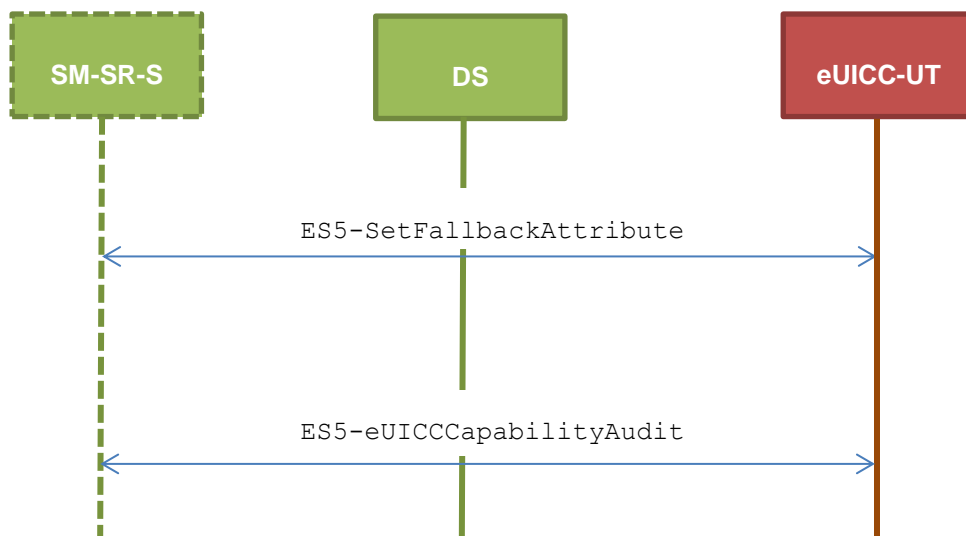 SM-SR-S
DS
eUICC-UT
ES5-SetFallbackAttribute
ES5-eUICCCapabilityAudit